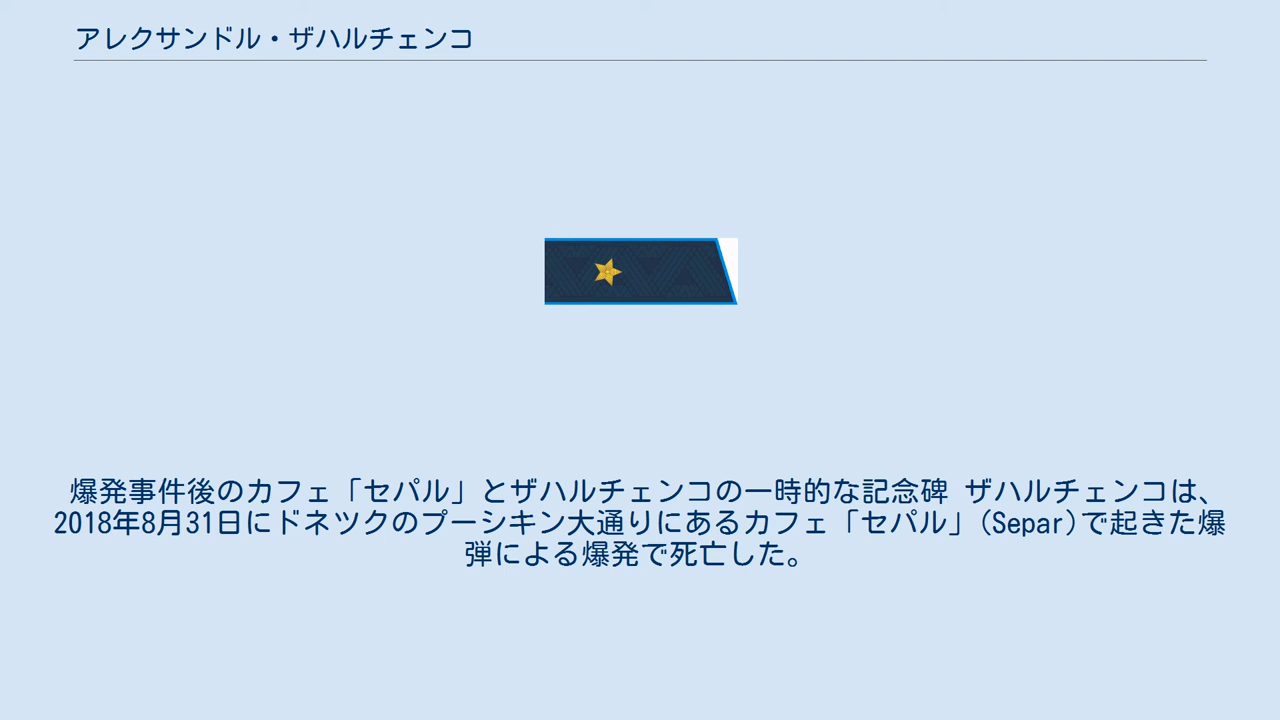 アレクサンドル・ザハルチェンコ
爆発事件後のカフェ「セパル」とザハルチェンコの一時的な記念碑 ザハルチェンコは、
2018年8月31日にドネツクのプーシキン大通りにあるカフェ「セパル」(Separ)で起きた爆
弾による爆発で死亡した。